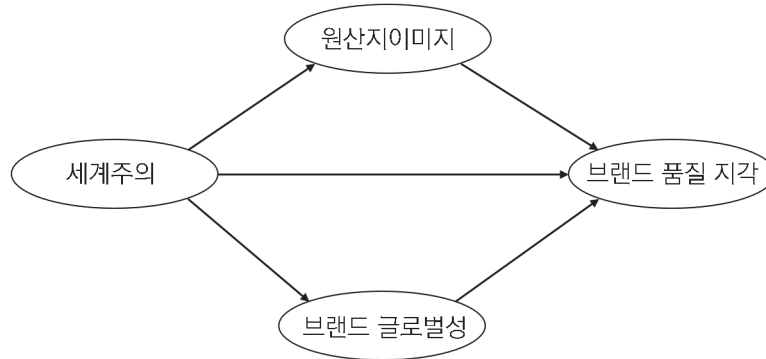 원산지이미지
세계주의
브랜드 품질 지각
브랜드 글로벌성